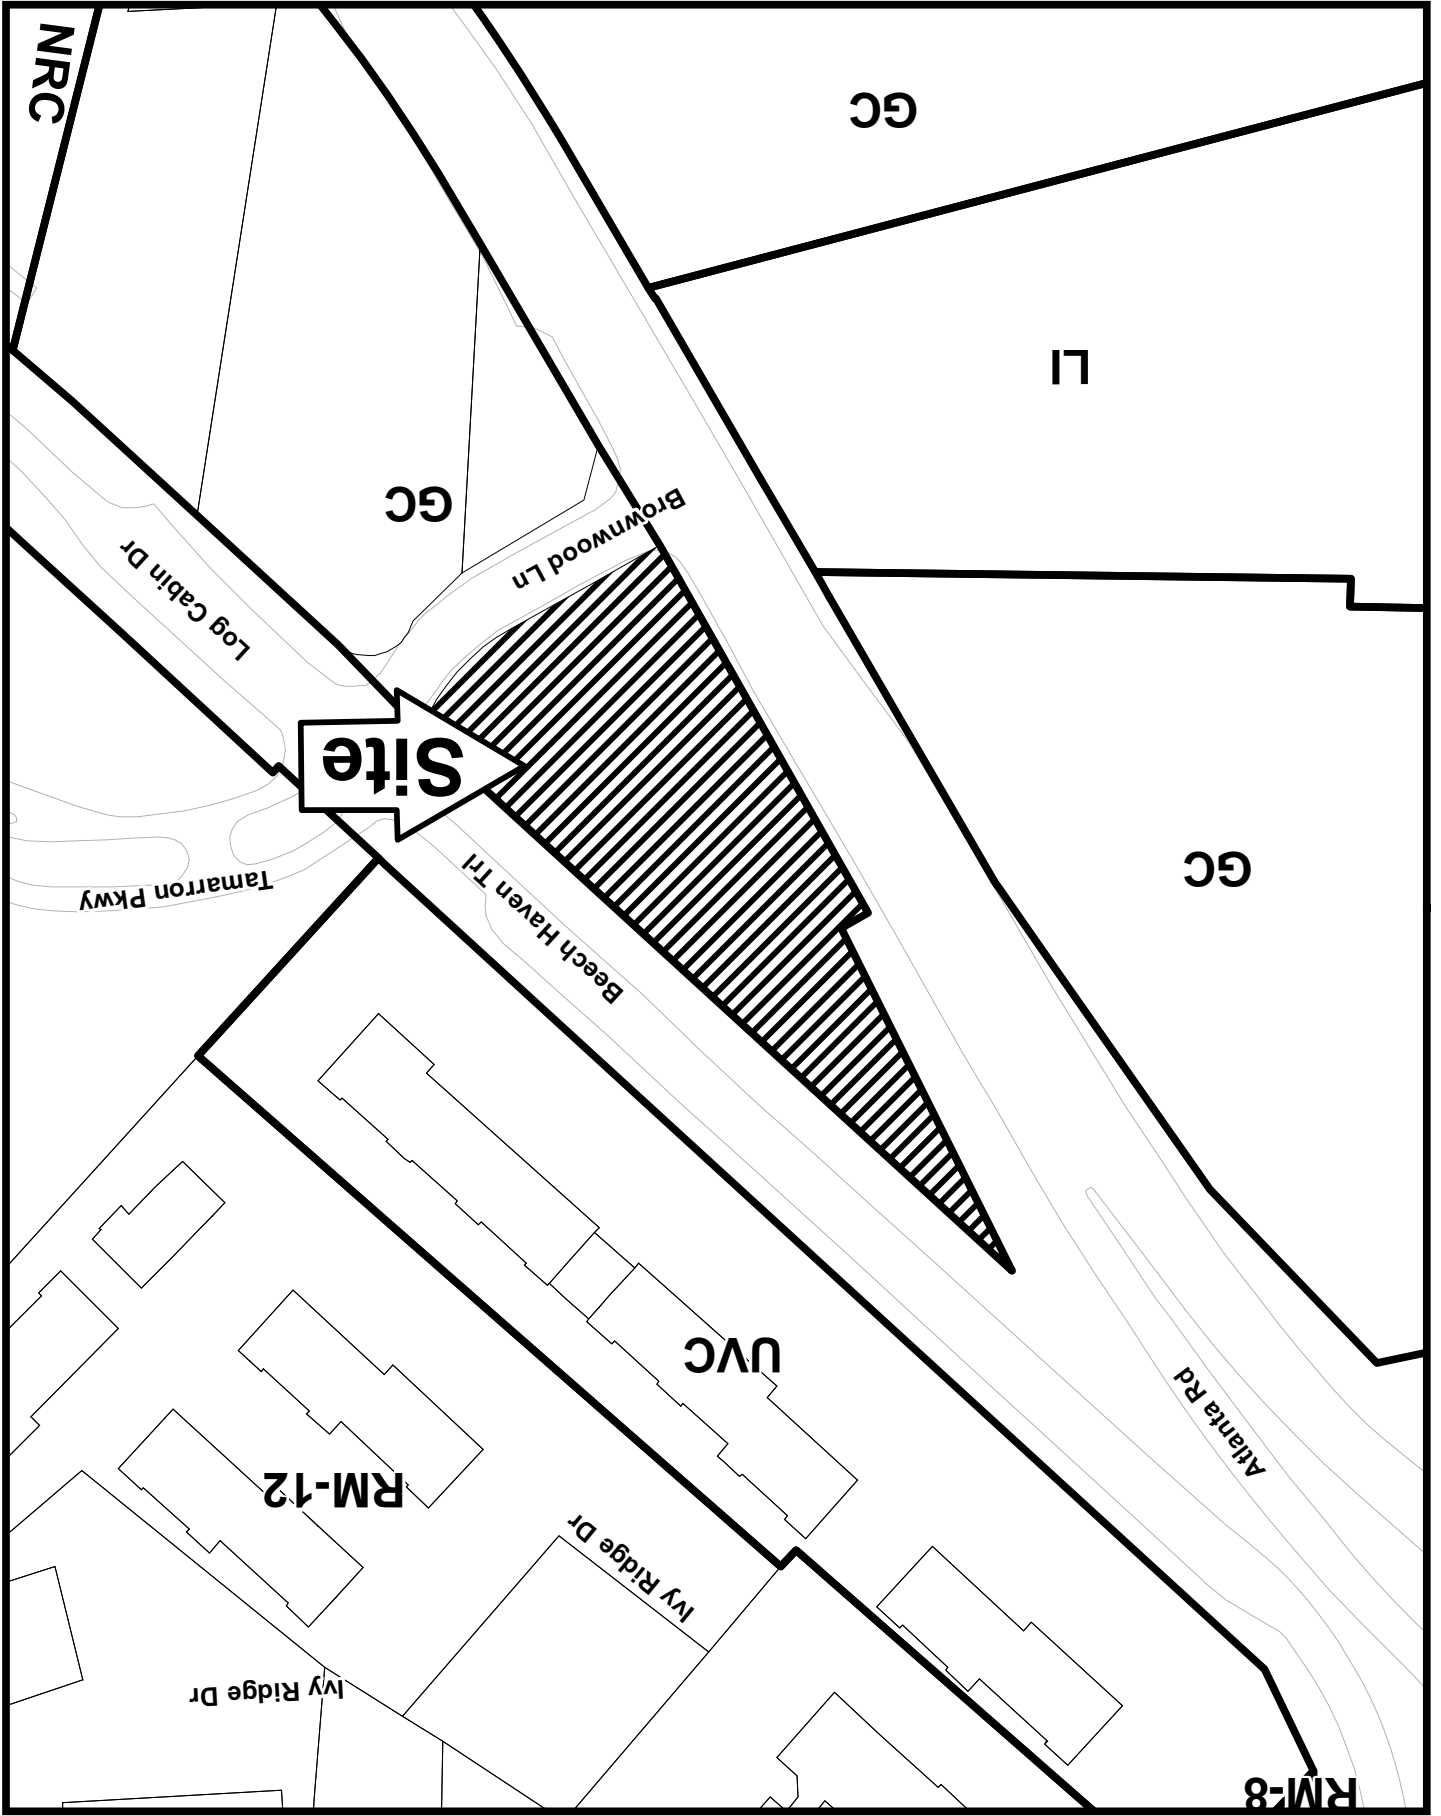 RM-8
Ivy Ridge Dr
Ivy Ridge Dr
RM-12
Atlanta Rd
UVC
Beech Haven Trl
Tamarron Pkwy
GC
Site
Log Cabin Dr
Brownwood Ln
GC
LI
GC
NRC